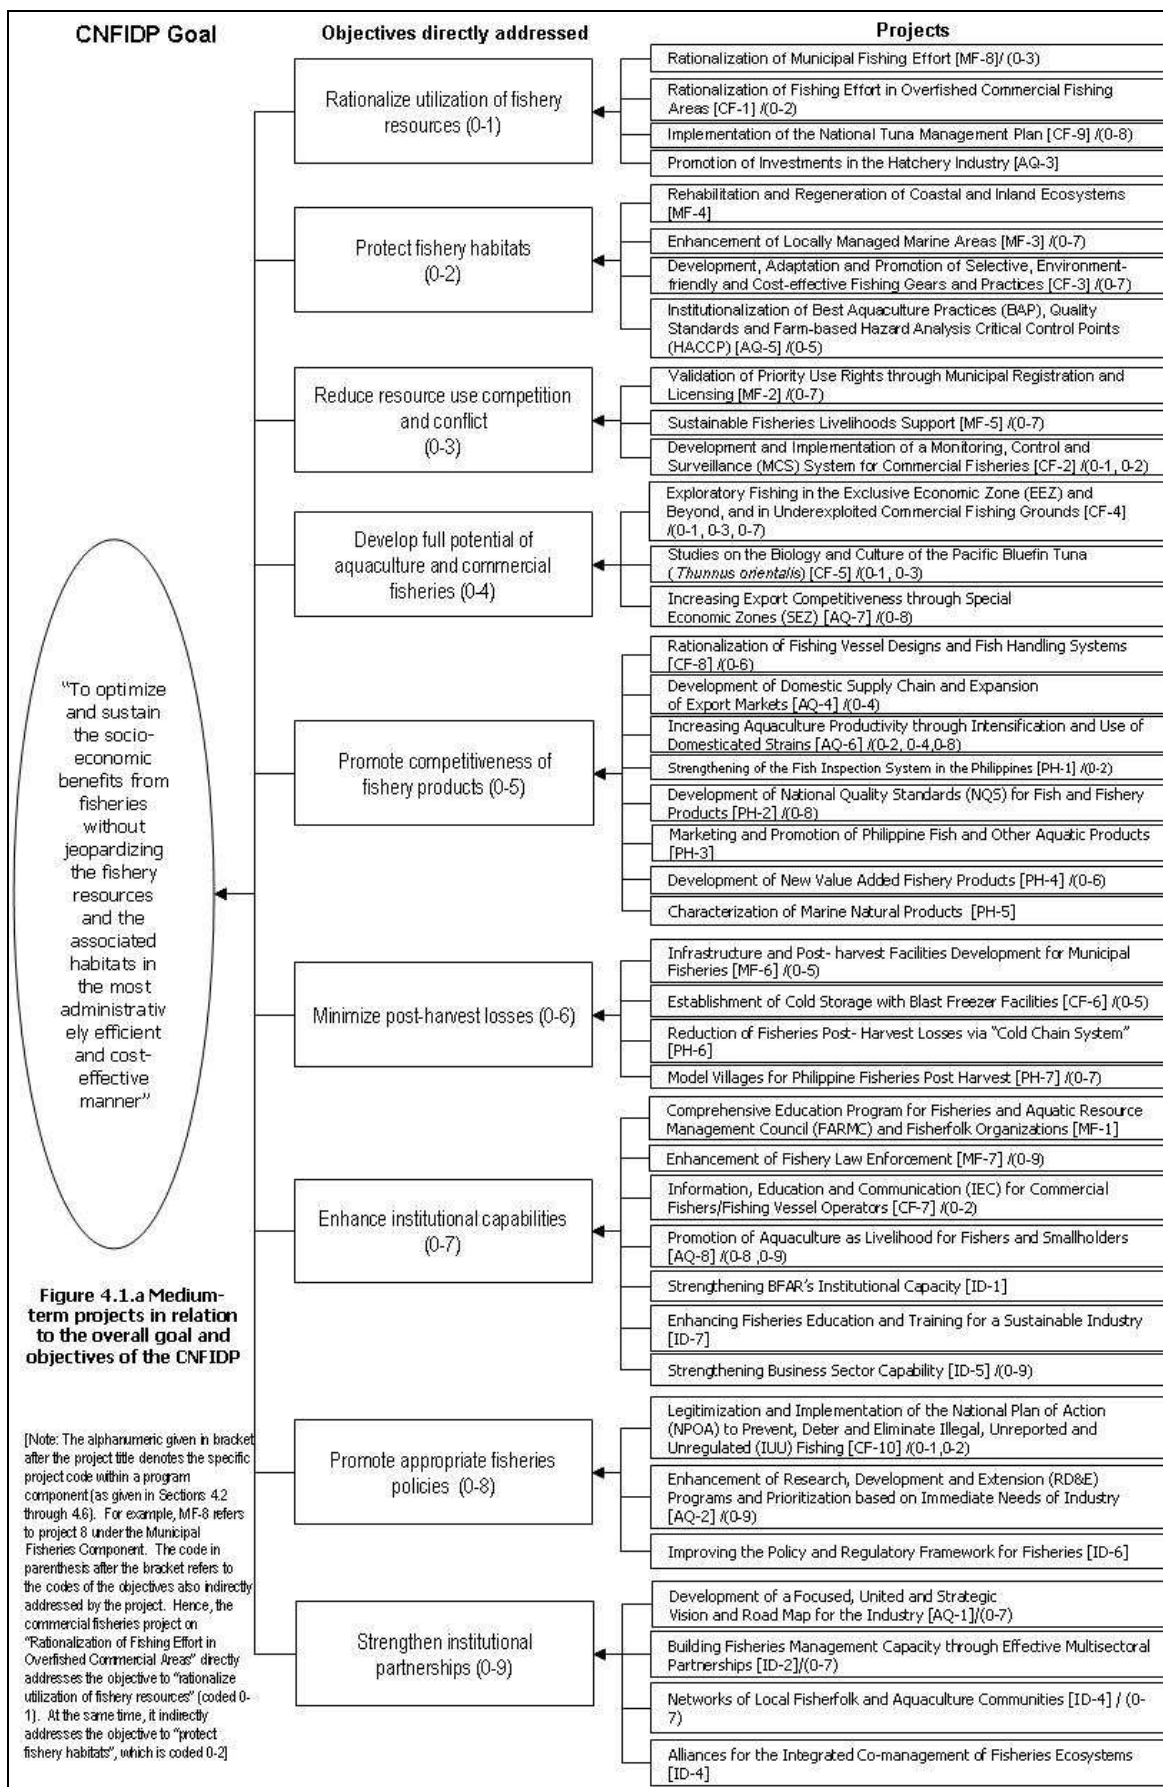 CNFIDP Goal
Objectives directly addressed
Projects
Rationalize utilization of fishery
resources (0-1)
Rationalization of Municipal Fishing Effort [MF-8]/ (0-3)
Rationalization of Fishing Effort in Overfished Commercial Fishing
Areas [CF-1] /(0-2)
Implementation of the National Tuna Management Plan [CF-9] /(0-8)
Promotion of Investments in the Hatchery Industry [AQ-3]
Protect fishery habitats
(0-2)
Rehabilitation and Regeneration of Coastal and Inland Ecosystems
[MF-4]
Enhancement of Locally Managed Marine Areas [MF-3] /(0-7)
Development, Adaptation and Promotion of Selective, Environment-
friendly and Cost-effective Fishing Gears and Practices [CF-3] /(0-7)
Institutionalization of Best Aquaculture Practices (BAP), Quality
Standards and Farm-based Hazard Analysis Critical Control Points
(HACCP) [AQ-5] /(0-5)
Reduce resource use competition
and conflict
(0-3)
Validation of Priority Use Rights through Municipal Registration and
Licensing [MF-2] /(0-7)
Sustainable Fisheries Livelihoods Support [MF-5] /(0-7)
Development and Implementation of a Monitoring, Control and
Surveillance (MCS) System for Commercial Fisheries [CF-2] /(0-1, 0-2)
Develop full potential of
aquaculture and commercial
fisheries (0-4)
Exploratory Fishing in the Exclusive Economic Zone (EEZ) and
Beyond, and in Underexploited Commercial Fishing Grounds [CF-4]
/(0-1, 0-3, 0-7)
Studies on the Biology and Culture of the Pacific Bluefin Tuna
(Thunnus orientalis) [CF-5] /(0-1, 0-3)
Increasing Export Competitiveness through Special
Economic Zones (SEZ) [AQ-7] /(0-8)
Promote competitiveness of
fishery products (0-5)
Rationalization of Fishing Vessel Designs and Fish Handling Systems
[CF-8] /(0-6)
Development of Domestic Supply Chain and Expansion
of Export Markets [AQ-4] /(0-4)
Increasing Aquaculture Productivity through Intensification and Use of
Domesticated Strains [AQ-6] /(0-2, 0-4,0-8)
Strengthening of the Fish Inspection System in the Philippines [PH-1] /(0-2)
Development of National Quality Standards (NQS) for Fish and Fishery
Products [PH-2] /(0-8)
Marketing and Promotion of Philippine Fish and Other Aquatic Products
[PH-3]
Development of New Value Added Fishery Products [PH-4] /(0-6)
Characterization of Marine Natural Products [PH-5]
Minimize post-harvest losses (0-6)
Infrastructure and Post- harvest Facilities Development for Municipal
Fisheries [MF-6] /(0-5)
Establishment of Cold Storage with Blast Freezer Facilities [CF-6] /(0-5)
Reduction of Fisheries Post- Harvest Losses via "Cold Chain System"
[PH-6]
Model Villages for Philippine Fisheries Post Harvest [PH-7] /(0-7)
Enhance institutional capabilities
(0-7)
Comprehensive Education Program for Fisheries and Aquatic Resource
Management Council (FARMC) and Fisherfolk Organizations [MF-1]
Enhancement of Fishery Law Enforcement [MF-7] /(0-9)
Information, Education and Communication (IEC) for Commercial
Fishers/Fishing Vessel Operators [CF-7] /(0-2)
Promotion of Aquaculture as Livelihood for Fishers and Smallholders
[AQ-8] /(0-8 ,0-9)
Strengthening BFAR's Institutional Capacity [ID-1]
Enhancing Fisheries Education and Training for a Sustainable Industry
[ID-7]
Strengthening Business Sector Capability [ID-5] /(0-9)
Promote appropriate fisheries
policies (0-8)
Legitimization and Implementation of the National Plan of Action
(NPOA) to Prevent, Deter and Eliminate Illegal, Unreported and
Unregulated (IUU) Fishing [CF-10] /(0-1,0-2)
Enhancement of Research, Development and Extension (RD&E)
Programs and Prioritization based on Immediate Needs of Industry
[AQ-2] /(0-9)
Improving the Policy and Regulatory Framework for Fisheries [ID-6]
Strengthen institutional
partnerships (0-9)
Development of a Focused, United and Strategic
Vision and Road Map for the Industry [AQ-1]/(0-7)
Building Fisheries Management Capacity through Effective Multisectoral
Partnerships [ID-2]/(0-7)
Networks of Local Fisherfolk and Aquaculture Communities [ID-4] / (0-
7)
Alliances for the Integrated Co-management of Fisheries Ecosystems
[ID-4]
"To optimize
and sustain
the socio-
economic
benefits from
fisheries
without
jeopardizing
the fishery
resources
and the
associated
habitats in
the most
administrativ
ely efficient
and cost-
effective
manner"
Figure 4.1.a Medium-
term projects in relation
to the overall goal and
objectives of the CNFIDP
[Note: The alphanumeric given in bracket
after the project title denotes the specific
project code within a program
component (as given in Sections 4.2
through 4.6). For example, MF-8 refers
to project 8 under the Municipal
Fisheries Component. The code in
parenthesis after the bracket refers to
the codes of the objectives also indirectly
addressed by the project. Hence, the
commercial fisheries project on
"Rationalization of Fishing Effort in
Overfished Commercial Areas" directly
addresses the objective to "rationalize
utilization of fishery resources" (coded 0-
1). At the same time, it indirectly
addresses the objective to "protect
fishery habitats", which is coded 0-2]